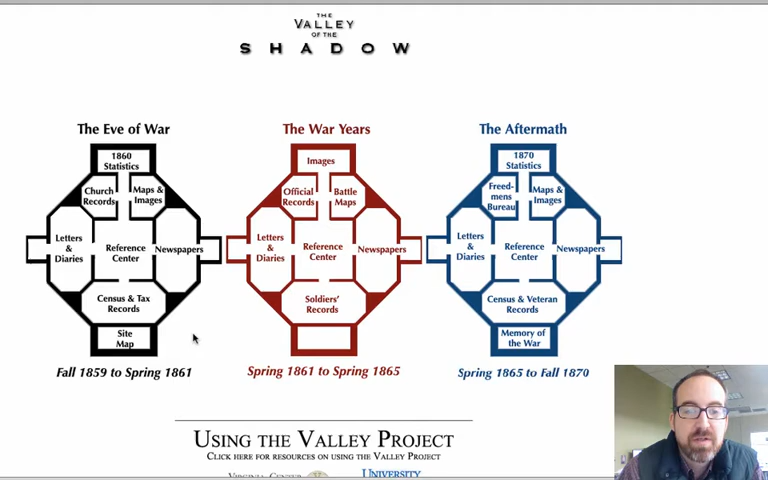 THE
VALLEY
OF THE
SHADOW
The Eve of War
1860
Statistics
Church
Records
Maps &
Images
Letters
&
Diaries
Reference
Center
Newspapers
Census & Tax
Records
Site
Map
Fall 1859 to Spring 1861
The War Years
Images
Official
Records
Battle
Maps
Letters
&
Diaries
Reference
Center
Newspapers
Soldiers'
Records
Spring 1861 to Spring 1865
The Aftermath
1870
Statistics
Freed-
mens
Bureau
Maps &
Images
Letters
&
Diaries
Reference
Center
Newspapers
Census & Veteran
Records
Memory of
the War
Spring 1865 to Fall 1870
USING THE VALLEY PROJECT
CLICK HERE FOR RESOURCES ON USING THE VALLEY PROJECT
VIRGINIA CENTER
UNIVERSITY